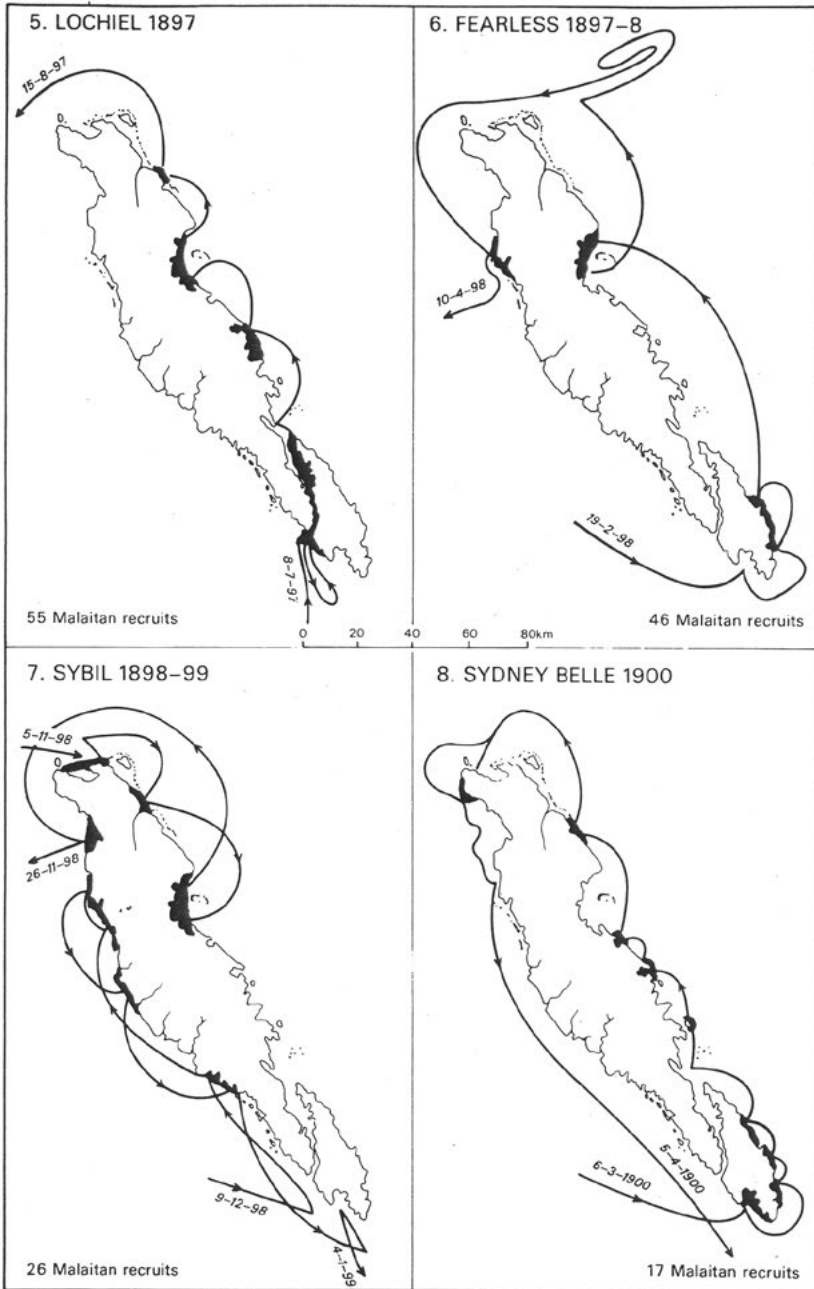 5. LOCHIEL 1897
15-8-97
8-7-97
55 Malaitan recruits
6. FEARLESS 1897-8
10-4-98
19-2-98
46 Malaitan recruits
0 20 40 80km
7. SYBIL 1898-99
5-11-98
26-11-98
9-12-98
4-1-99
26 Malaitan recruits
8. SYDNEY BELLE 1900
6-3-1900
5-4-1900
17 Malaitan recruits